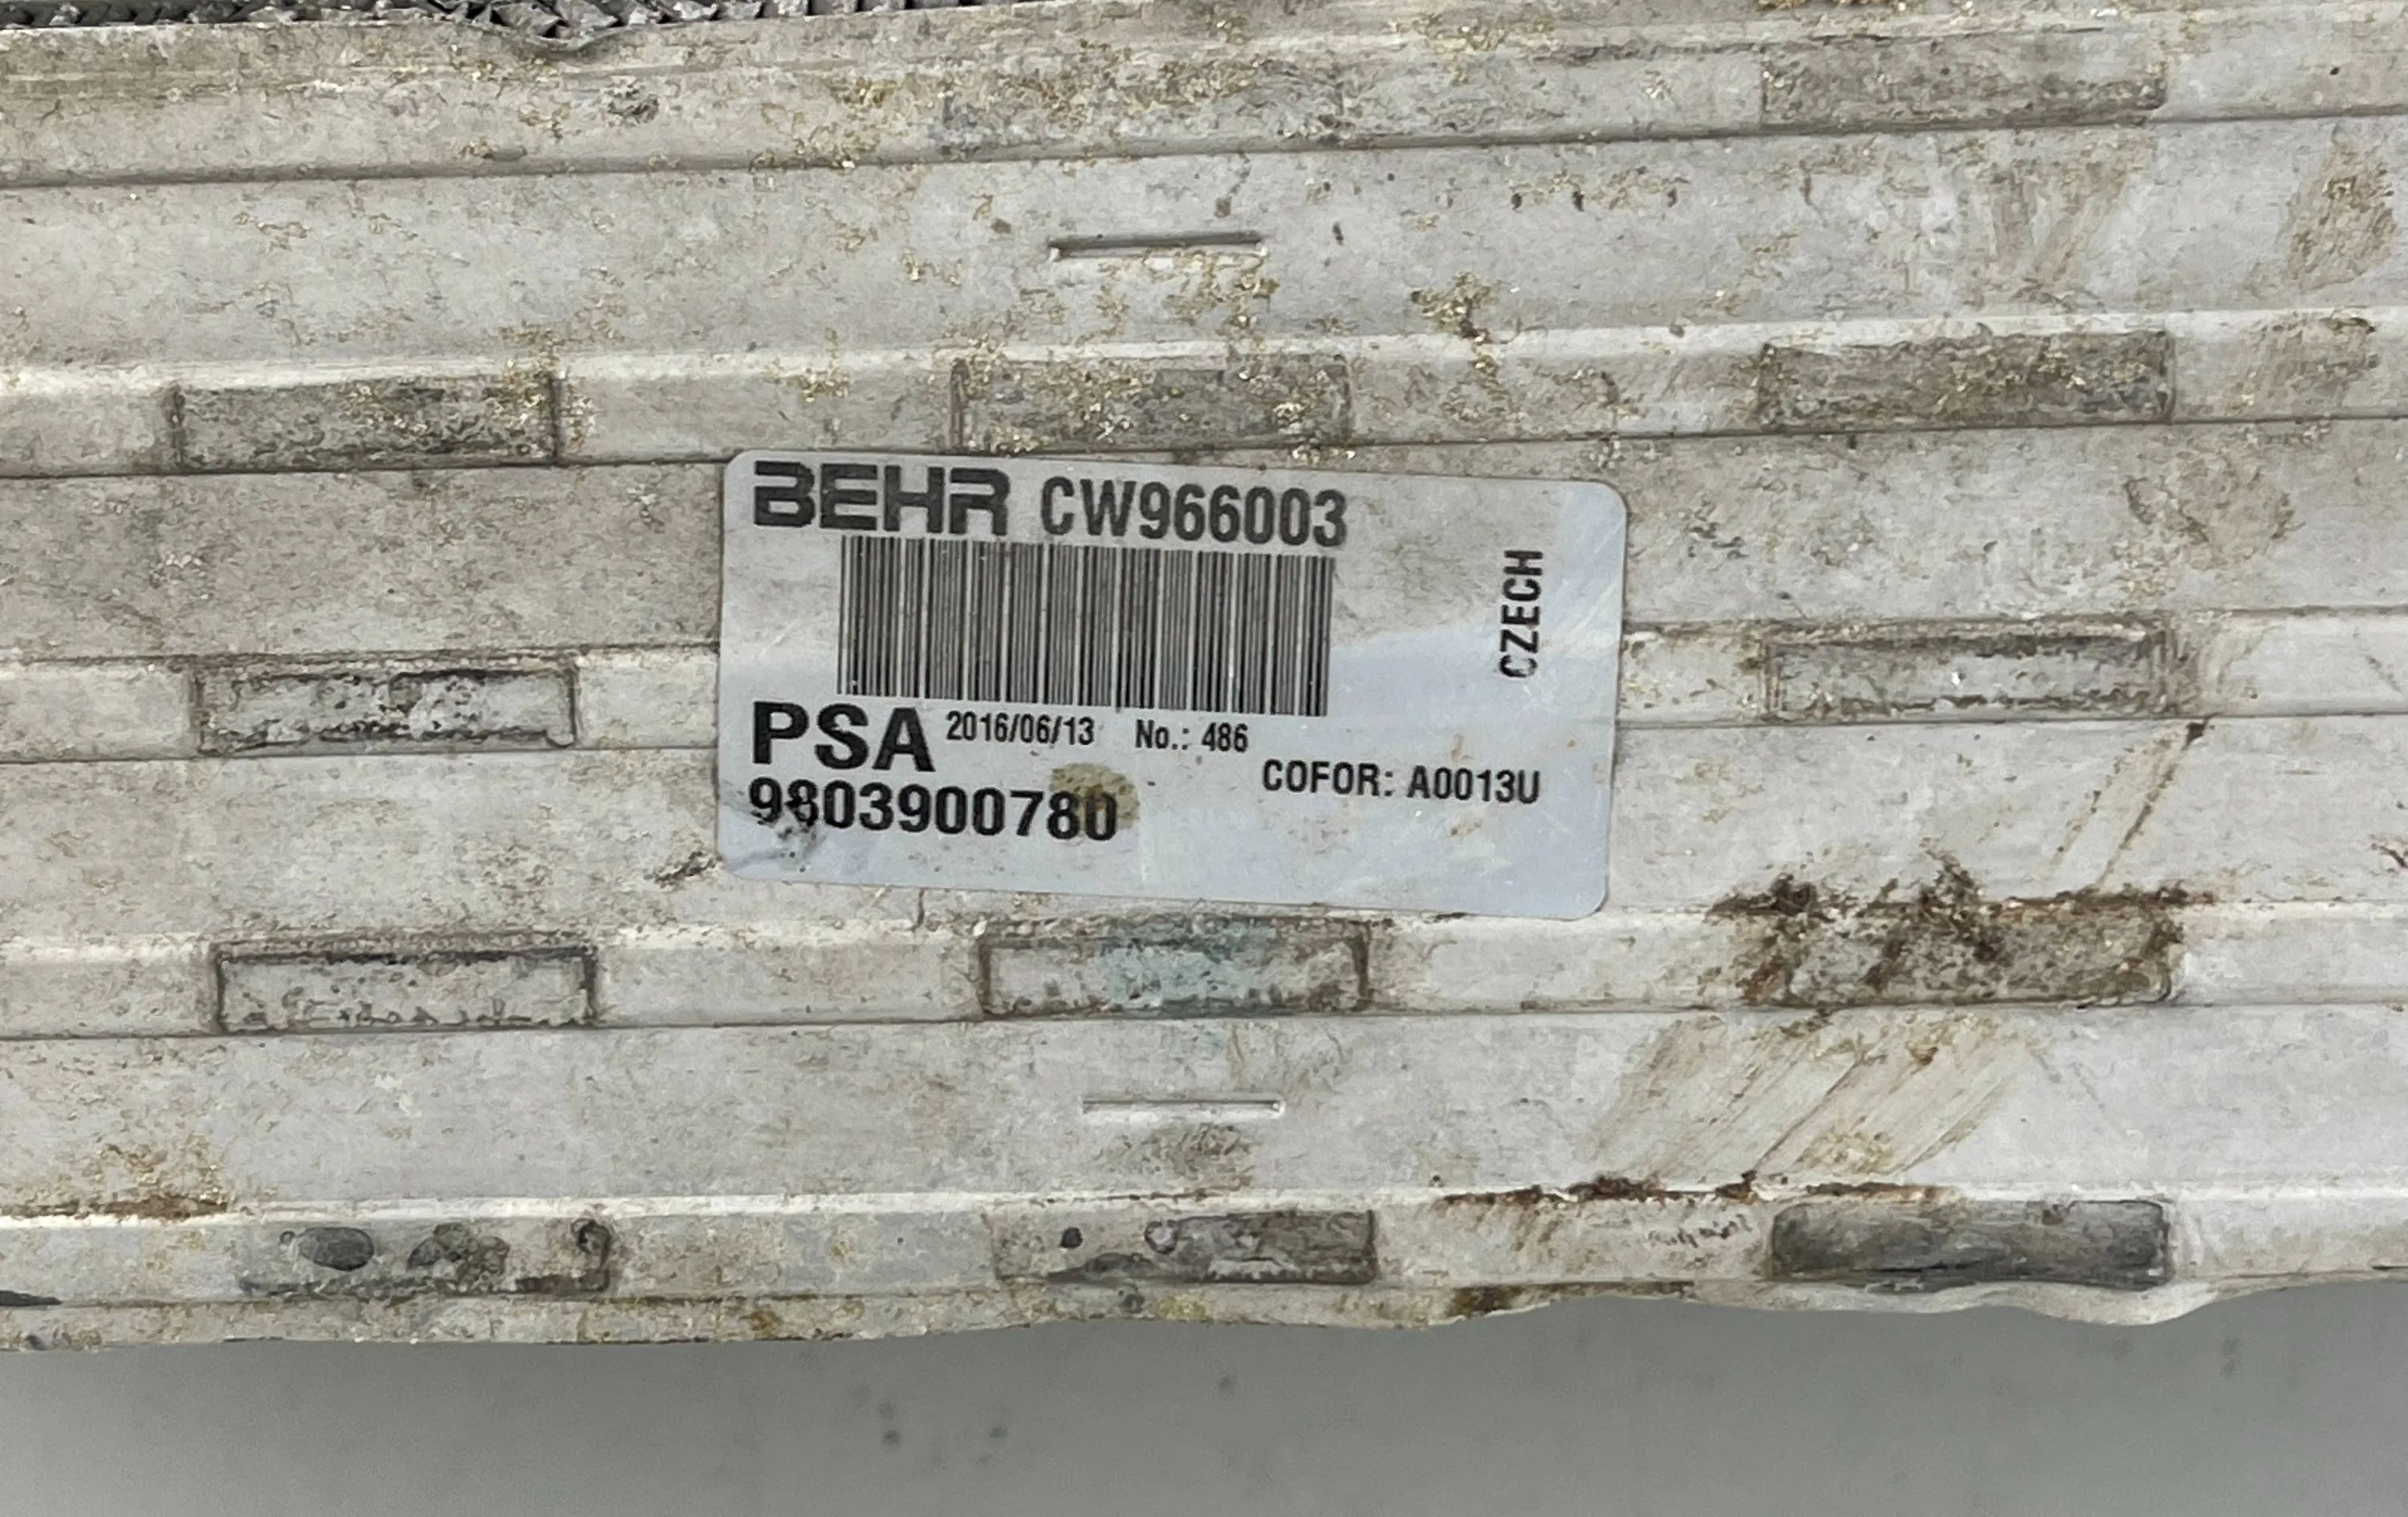 BEHR CW966003
CZECH
PSA 2016/06/13 No.: 486
COFOR: A0013U
9803900780